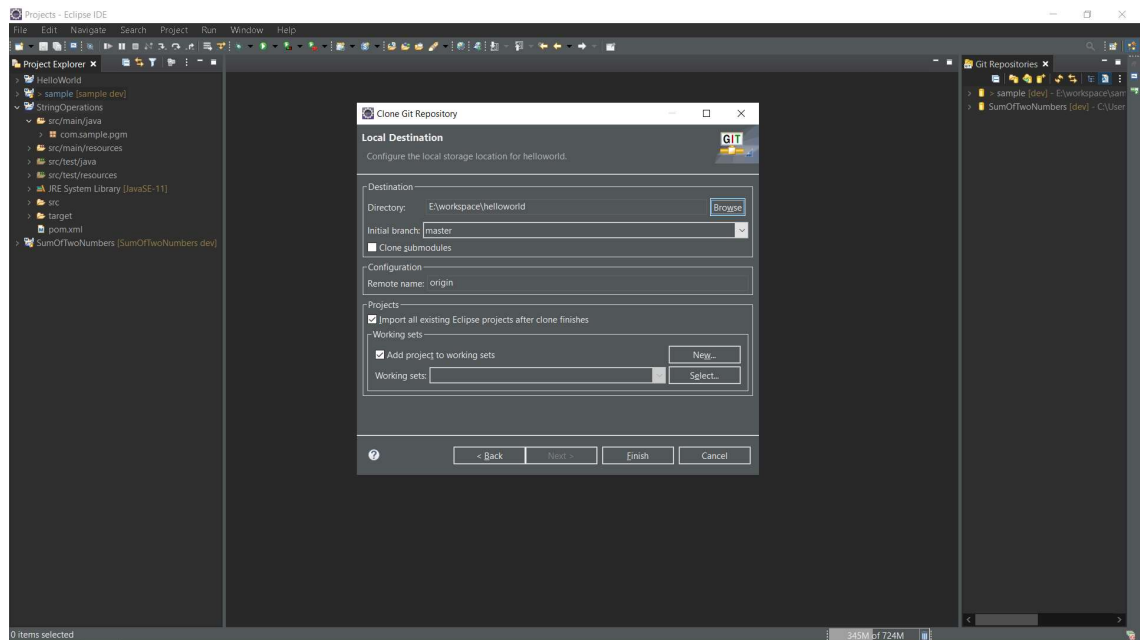 Projects - Eclipse IDE
File Edit Navigate Search Project Run Window Help
Project Explorer
HelloWorld
> sample [sample dev]
StringOperations
src/main/java
com.sample.pgm
src/main/resources
src/test/java
src/test/resources
JRE System Library [JavaSE-11]
src
target
pom.xml
SumOfTwoNumbers [SumOfTwoNumbers dev]
Clone Git Repository
Local Destination
Configure the local storage location for helloworld.
GIT
Destination
Directory: E:\workspace\helloworld Browse
Initial branch: master
Clone submodules
Configuration
Remote name: origin
Projects
Import all existing Eclipse projects after clone finishes
Working sets
Add project to working sets New...
Working sets: Select...
< Back Next > Finish Cancel
Git Repositories
> sample [dev] - E:\workspace\sam
SumOfTwoNumbers [dev] - C:\User
0 items selected
345M of 724M